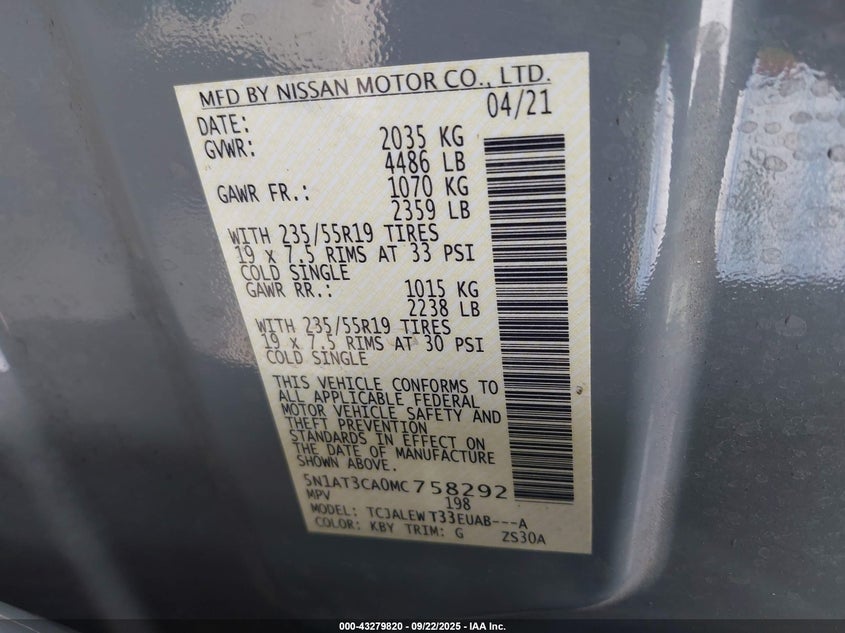 MFD BY NISSAN MOTOR CO., LTD.
DATE: 04/21
GVWR: 2035 KG
4486 LB
GAWR FR.: 1070 KG
2359 LB
WITH 235/55R19 TIRES
19 x 7.5 RIMS AT 33 PSI
COLD SINGLE
GAWR RR.: 1015 KG
2238 LB
WITH 235/55R19 TIRES
19 x 7.5 RIMS AT 30 PSI
COLD SINGLE
THIS VEHICLE CONFORMS TO
ALL APPLICABLE FEDERAL
MOTOR VEHICLE SAFETY AND
THEFT PREVENTION
STANDARDS IN EFFECT ON
THE DATE OF MANUFACTURE
SHOWN ABOVE.
5N1AT3CA0MC758292
MPV 198
MODEL: TCJALEW T33EUAB---A
COLOR: KBY TRIM: G ZS30A
000-43279820 - 09/22/2025 - IAA Inc.